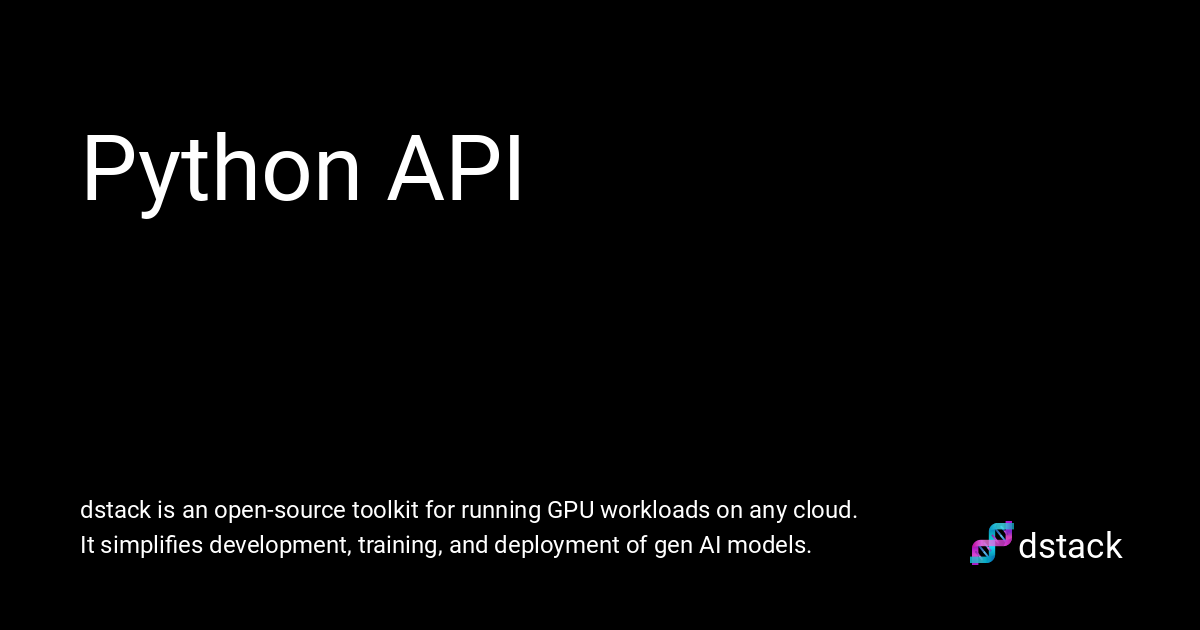 Python API
dstack is an open-source toolkit for running GPU workloads on any cloud.
It simplifies development, training, and deployment of gen AI models.
dstack